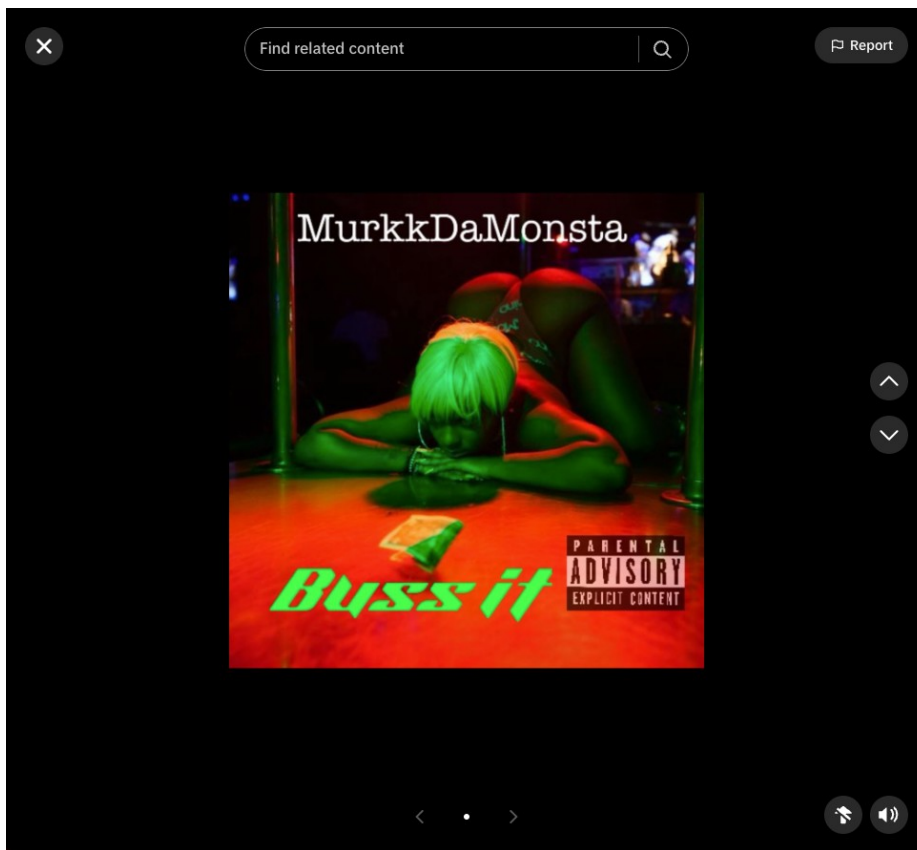 Find related content
Report
MurkkDaMonsta
Buss it
PARENTAL
ADVISORY
EXPLICIT CONTENT